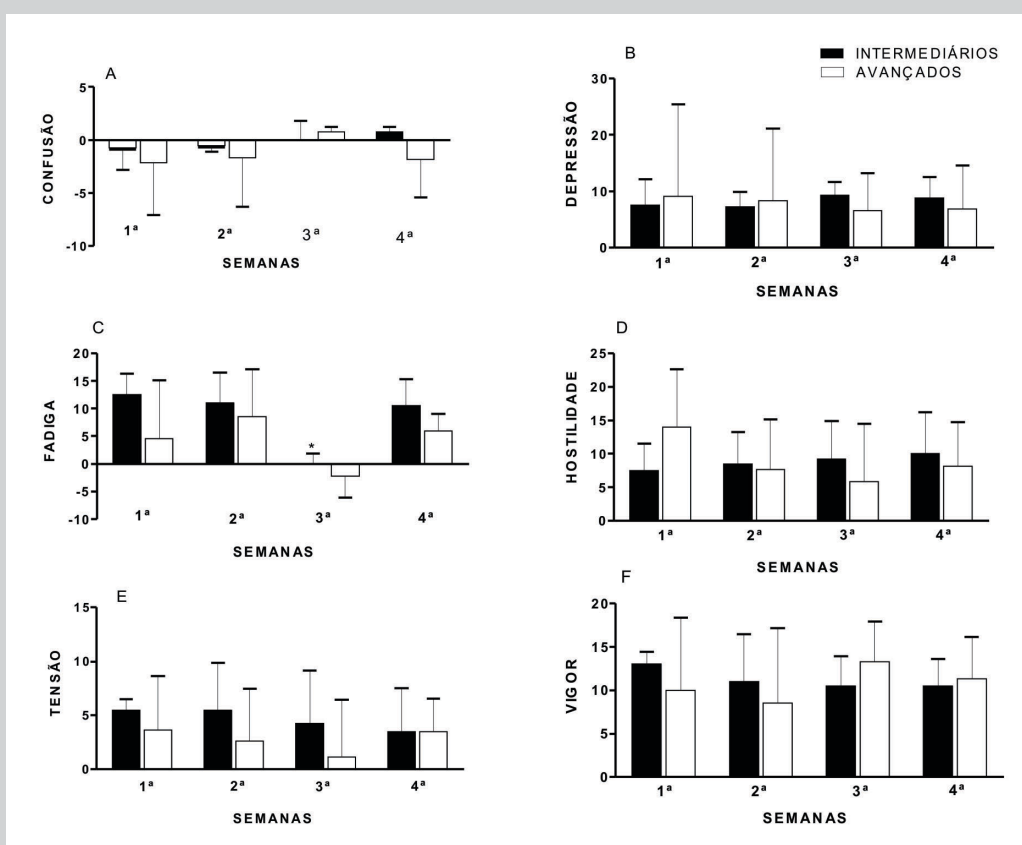 A
CONFUSÃO
5
0
-5
-10
1ª 2ª 3ª 4ª
SEMANAS
B
INTERMEDIÁRIOS
AVANÇADOS
DEPRESSÃO
30
20
10
0
1ª 2ª 3ª 4ª
SEMANAS
C
FADIGA
20
15
10
5
0
-5
-10
*
1ª 2ª 3ª 4ª
SEMANAS
D
HOSTILIDADE
25
20
15
10
5
0
1ª 2ª 3ª 4ª
SEMANAS
E
TENSÃO
15
10
5
0
1ª 2ª 3ª 4ª
SEMANAS
F
VIGOR
20
15
10
5
0
1ª 2ª 3ª 4ª
SEMANAS